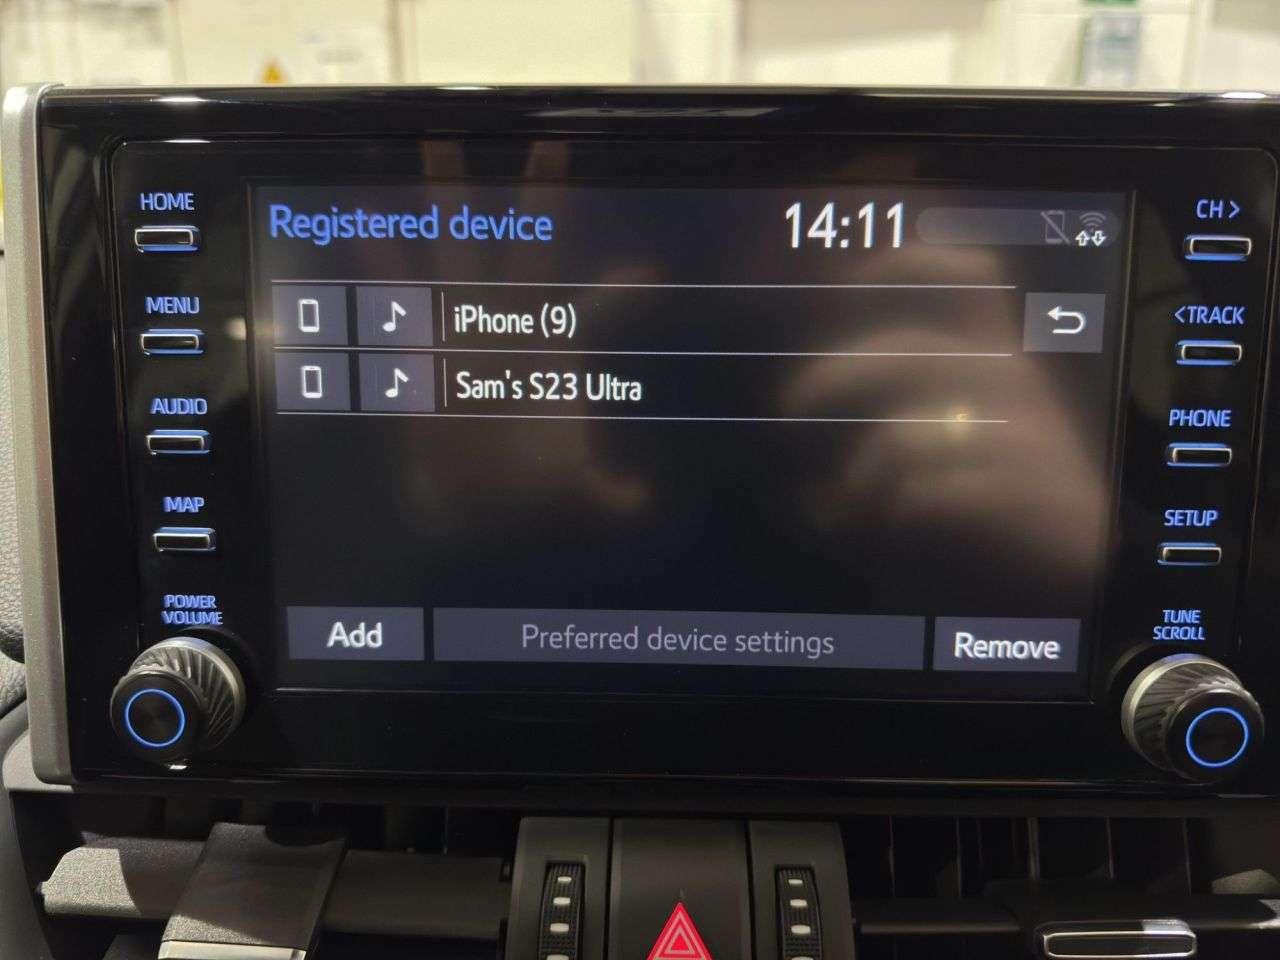 HOME
MENU
AUDIO
MAP
POWER
VOLUME
Registered device
14:11
iPhone (9)
Sam's S23 Ultra
Add
Preferred device settings
Remove
CH >
<TRACK
PHONE
SETUP
TUNE
SCROLL